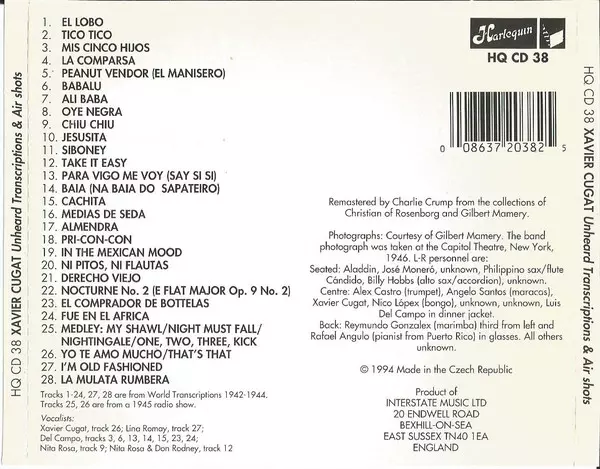 HQ CD 38 XAVIER CUGAT Unheard Transcriptions & Air shots
1. EL LOBO
2. TICO TICO
3. MIS CINCO HIJOS
4. LA COMPARSA
5. PEANUT VENDOR (EL MANISERO)
6. BABALU
7. ALI BABA
8. OYE NEGRA
9. CHIU CHIU
10. JESUSITA
11. SIBONEY
12. TAKE IT EASY
13. PARA VIGO ME VOY (SAY SI SI)
14. BAIA (NA BAIA DO SAPATEIRO)
15. CACHITA
16. MEDIAS DE SEDA
17. ALMENDRA
18. PRI-CON-CON
19. IN THE MEXICAN MOOD
20. NI PITOS, NI FLAUTAS
21. DERECHO VIEJO
22. NOCTURNE No. 2 (E FLAT MAJOR Op. 9 No. 2)
23. EL COMPRADOR DE BOTTELAS
24. FUE EN EL AFRICA
25. MEDLEY: MY SHAWL/NIGHT MUST FALL/
NIGHTINGALE/ONE, TWO, THREE, KICK
26. YO TE AMO MUCHO/THAT'S THAT
27. I'M OLD FASHIONED
28. LA MULATA RUMBERA
Tracks 1-24, 27, 28 are from World Transcriptions 1942-1944.
Tracks 25, 26 are from a 1945 radio show.
Vocalists:
Xavier Cugat, track 26; Lina Romay, track 27;
Del Campo, tracks 3, 6, 13, 14, 15, 23, 24;
Nita Rosa, track 9; Nita Rosa & Don Rodney, track 12
Harlequin
HQ CD 38
0 08637 20382 5
Remastered by Charlie Crump from the collections of
Christian of Rosenborg and Gilbert Mamery.
Photographs: Courtesy of Gilbert Mamery. The band
photograph was taken at the Capitol Theatre, New York,
1946. L-R personnel are:
Seated: Aladdin, José Moneró, unknown, Philippino sax/flute
Cándido, Billy Hobbs (alto sax/accordion), unknown.
Centre: Alex Castro (trumpet), Angelo Santos (maracas),
Xavier Cugat, Nico López (bongo), unknown, unknown, Luis
Del Campo in dinner jacket.
Back: Reymundo Gonzalex (marimba) third from left and
Rafael Angulo (pianist from Puerto Rico) in glasses. All others
unknown.
© 1994 Made in the Czech Republic
Product of
INTERSTATE MUSIC LTD
20 ENDWELL ROAD
BEXHILL-ON-SEA
EAST SUSSEX TN40 1EA
ENGLAND
HQ CD 38 XAVIER CUGAT Unheard Transcriptions & Air shots